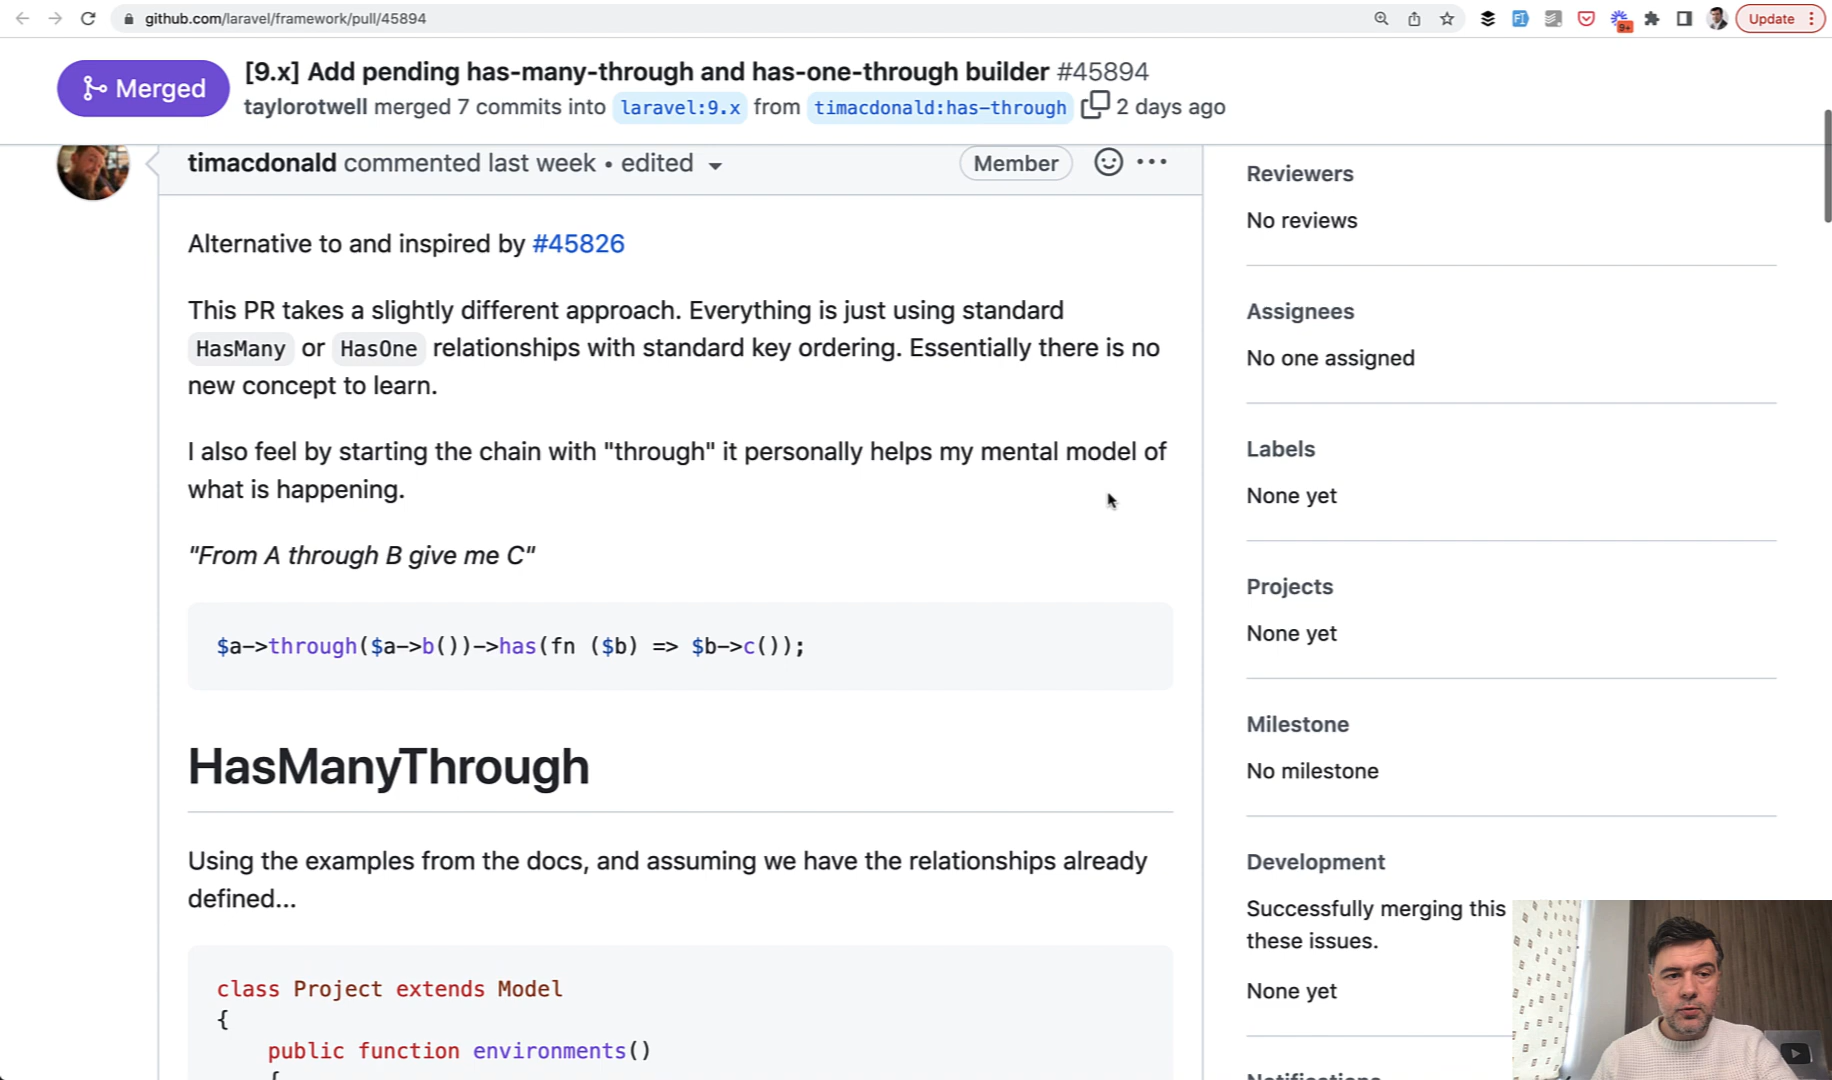 github.com/laravel/framework/pull/45894
9+
Update
Merged
[9.x] Add pending has-many-through and has-one-through builder #45894
taylorotwell merged 7 commits into laravel:9.x from timacdonald:has-through 2 days ago
timacdonald commented last week • edited
Member
Alternative to and inspired by #45826
This PR takes a slightly different approach. Everything is just using standard
HasMany or HasOne relationships with standard key ordering. Essentially there is no
new concept to learn.
I also feel by starting the chain with "through" it personally helps my mental model of
what is happening.
"From A through B give me C"
$a->through($a->b())->has(fn ($b) => $b->c());
HasManyThrough
Using the examples from the docs, and assuming we have the relationships already
defined...
class Project extends Model
{
public function environments()
{
Reviewers
No reviews
Assignees
No one assigned
Labels
None yet
Projects
None yet
Milestone
No milestone
Development
Successfully merging this
these issues.
None yet
Notifications